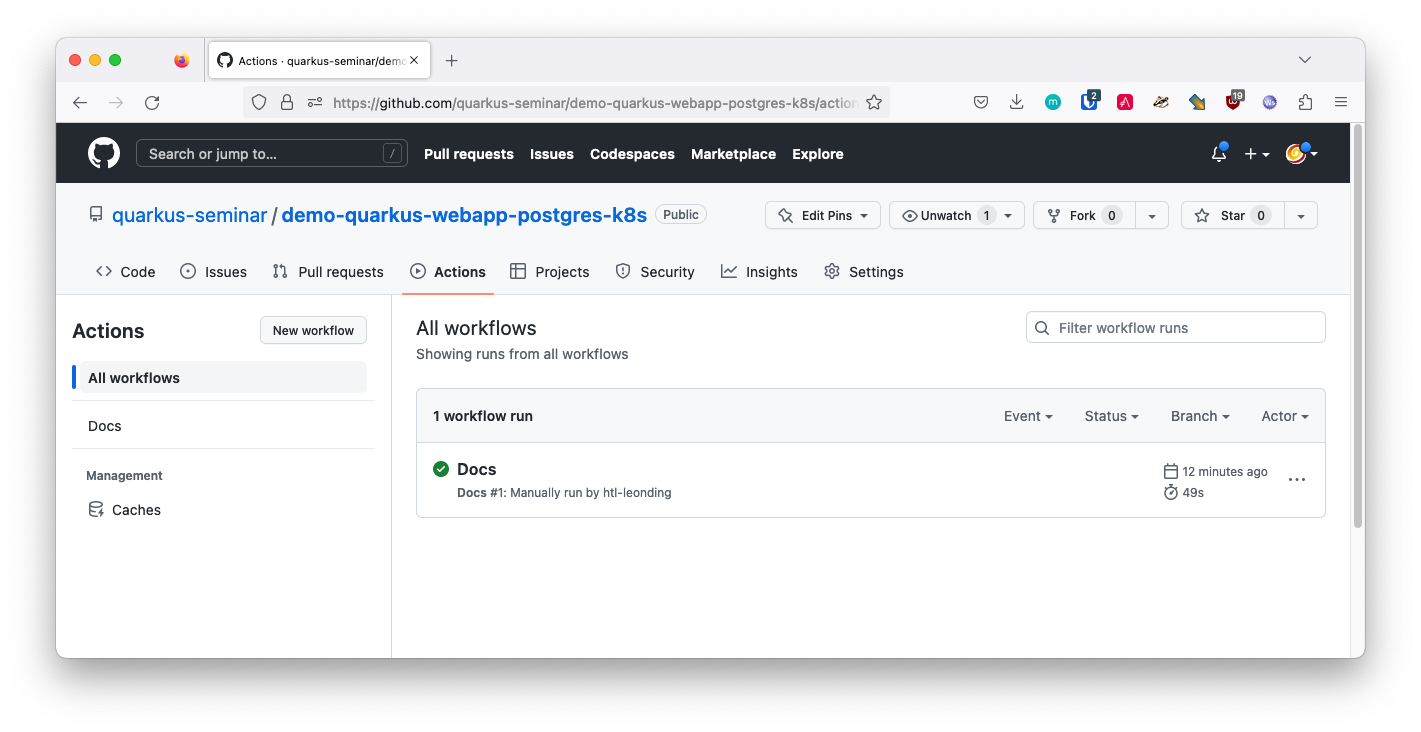 Actions · quarkus-seminar/demo
https://github.com/quarkus-seminar/demo-quarkus-webapp-postgres-k8s/action
2
19
Search or jump to...
/
Pull requests
Issues
Codespaces
Marketplace
Explore
quarkus-seminar / demo-quarkus-webapp-postgres-k8s
Public
Edit Pins
Unwatch 1
Fork 0
Star 0
Code
Issues
Pull requests
Actions
Projects
Security
Insights
Settings
Actions
New workflow
All workflows
Docs
Management
Caches
All workflows
Showing runs from all workflows
Filter workflow runs
1 workflow run
Event
Status
Branch
Actor
Docs
Docs #1: Manually run by htl-leonding
12 minutes ago
49s